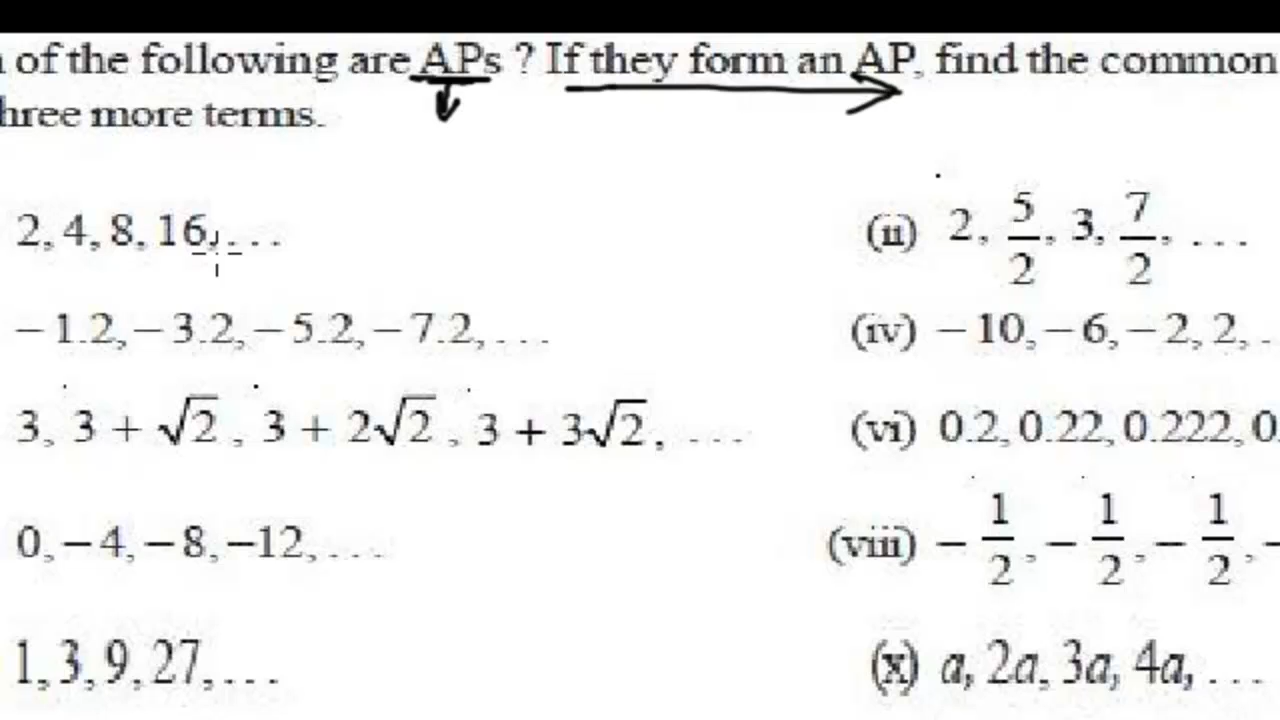 of the following are APs ? If they form an AP, find the common
hree more terms.
2, 4, 8, 16, . . .
(ii) 2, 5/2, 3, 7/2, . . .
– 1.2, – 3.2, – 5.2, – 7.2, . . .
(iv) – 10, – 6, – 2, 2, .
3, 3 + √2, 3 + 2√2, 3 + 3√2, . . .
(vi) 0.2, 0.22, 0.222, 0.
0, – 4, – 8, –12, . . .
(viii) – 1/2, – 1/2, – 1/2, -
1, 3, 9, 27, . . .
(x) a, 2a, 3a, 4a, . . .